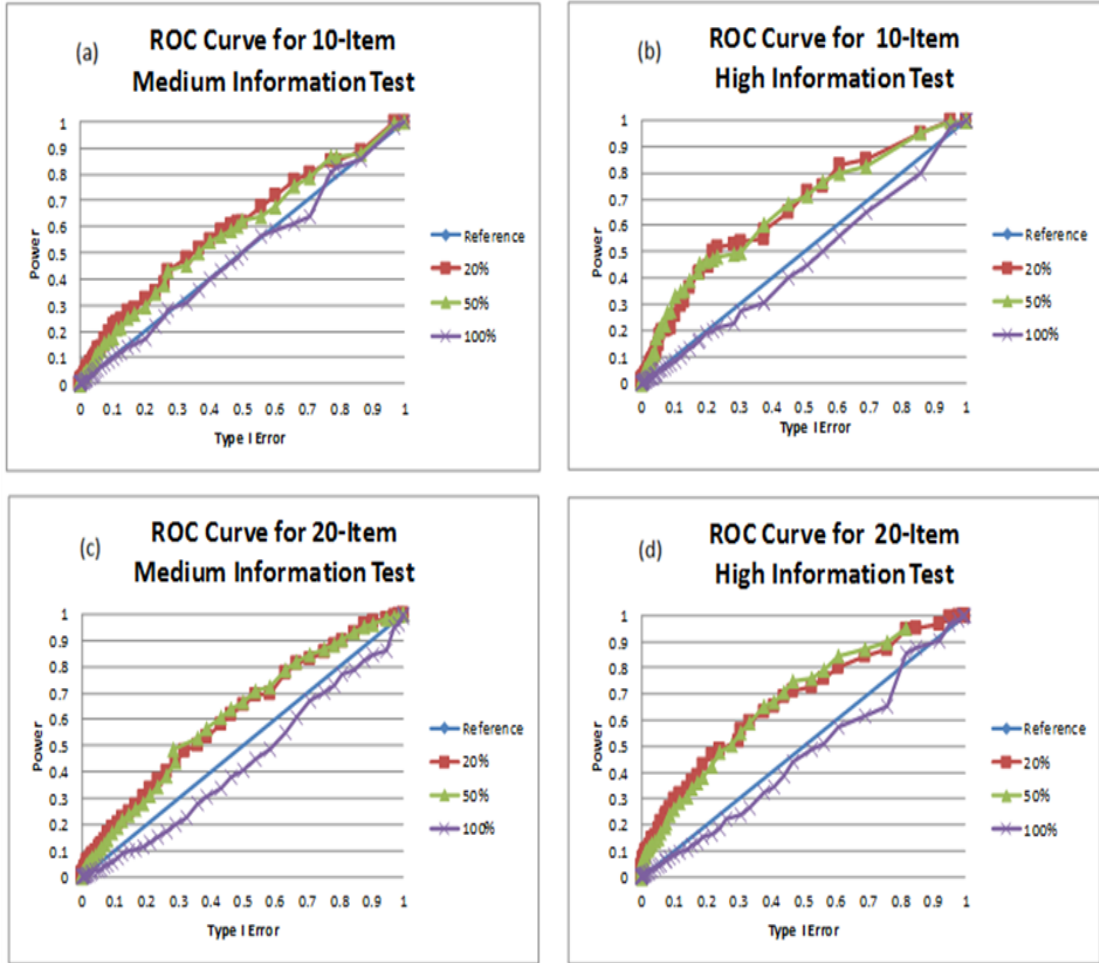 (a)
ROC Curve for 10-Item
Medium Information Test
Power
1
0.9
0.8
0.7
0.6
0.5
0.4
0.3
0.2
0.1
0
0 0.1 0.2 0.3 0.4 0.5 0.6 0.7 0.8 0.9 1
Type I Error
Reference
20%
50%
100%
(b)
ROC Curve for 10-Item
High Information Test
Power
1
0.9
0.8
0.7
0.6
0.5
0.4
0.3
0.2
0.1
0
0 0.1 0.2 0.3 0.4 0.5 0.6 0.7 0.8 0.9 1
Type I Error
Reference
20%
50%
100%
(c)
ROC Curve for 20-Item
Medium Information Test
Power
1
0.9
0.8
0.7
0.6
0.5
0.4
0.3
0.2
0.1
0
0 0.1 0.2 0.3 0.4 0.5 0.6 0.7 0.8 0.9 1
Type I Error
Reference
20%
50%
100%
(d)
ROC Curve for 20-Item
High Information Test
Power
1
0.9
0.8
0.7
0.6
0.5
0.4
0.3
0.2
0.1
0
0 0.1 0.2 0.3 0.4 0.5 0.6 0.7 0.8 0.9 1
Type I Error
Reference
20%
50%
100%